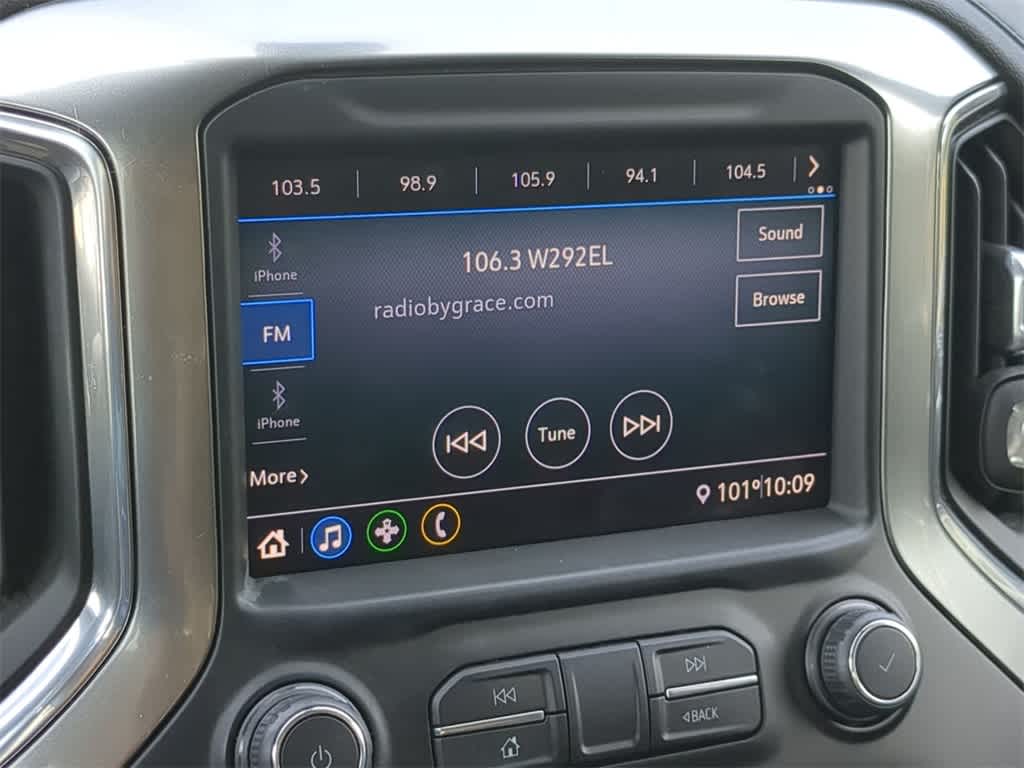 103.5 98.9 105.9 94.1 104.5
iPhone
106.3 W292EL
Sound
radiobygrace.com
Browse
FM
iPhone
Tune
More
101° 10:09
BACK